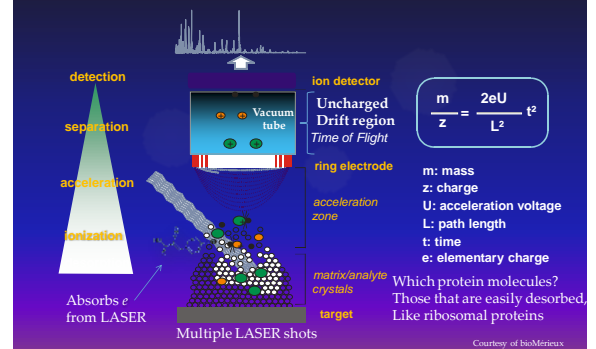 detection
separation
acceleration
ionization
Absorbs e
from LASER
Vacuum
tube
Multiple LASER shots
ion detector
Uncharged
Drift region
Time of Flight
ring electrode
acceleration
zone
matrix/analyte
crystals
target
m/z = 2eU/L² t²
m: mass
z: charge
U: acceleration voltage
L: path length
t: time
e: elementary charge
Which protein molecules?
Those that are easily desorbed,
Like ribosomal proteins
Courtesy of bioMérieux